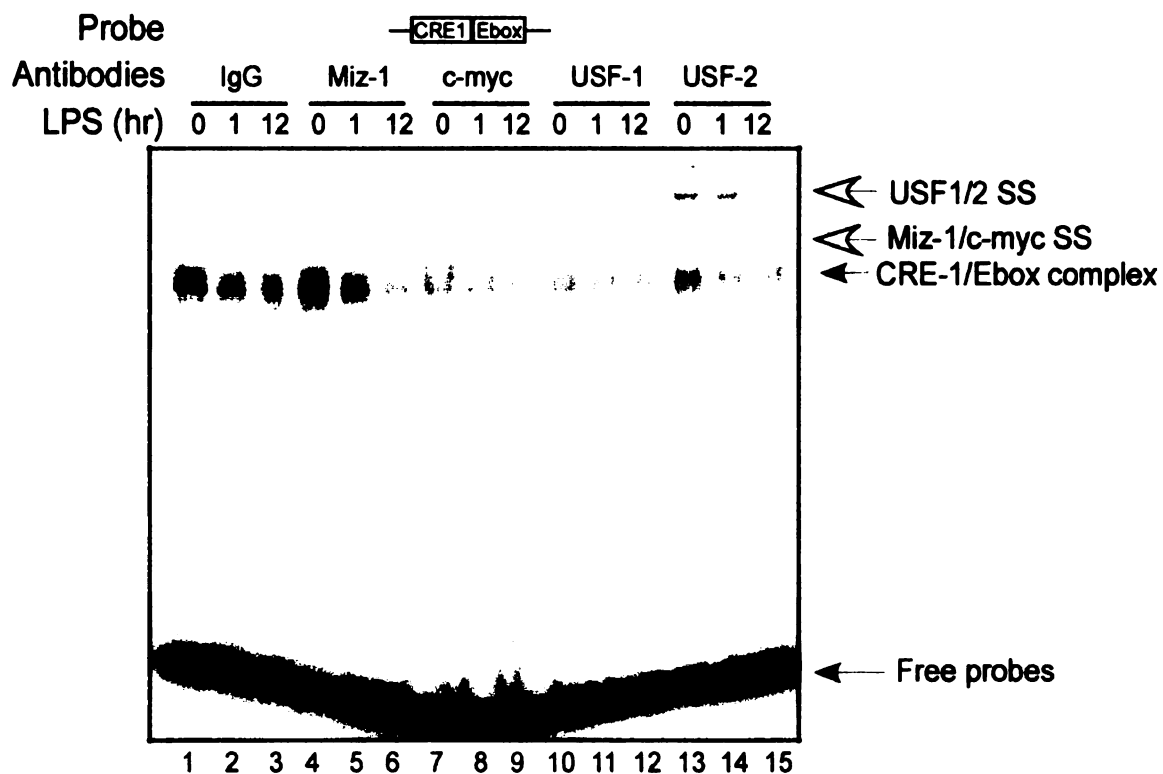 Probe CRE1 Ebox
Antibodies IgG Miz-1 c-myc USF-1 USF-2
LPS (hr) 0 1 12 0 1 12 0 1 12 0 1 12 0 1 12
USF1/2 SS
Miz-1/c-myc SS
CRE-1/Ebox complex
Free probes
1 2 3 4 5 6 7 8 9 10 11 12 13 14 15